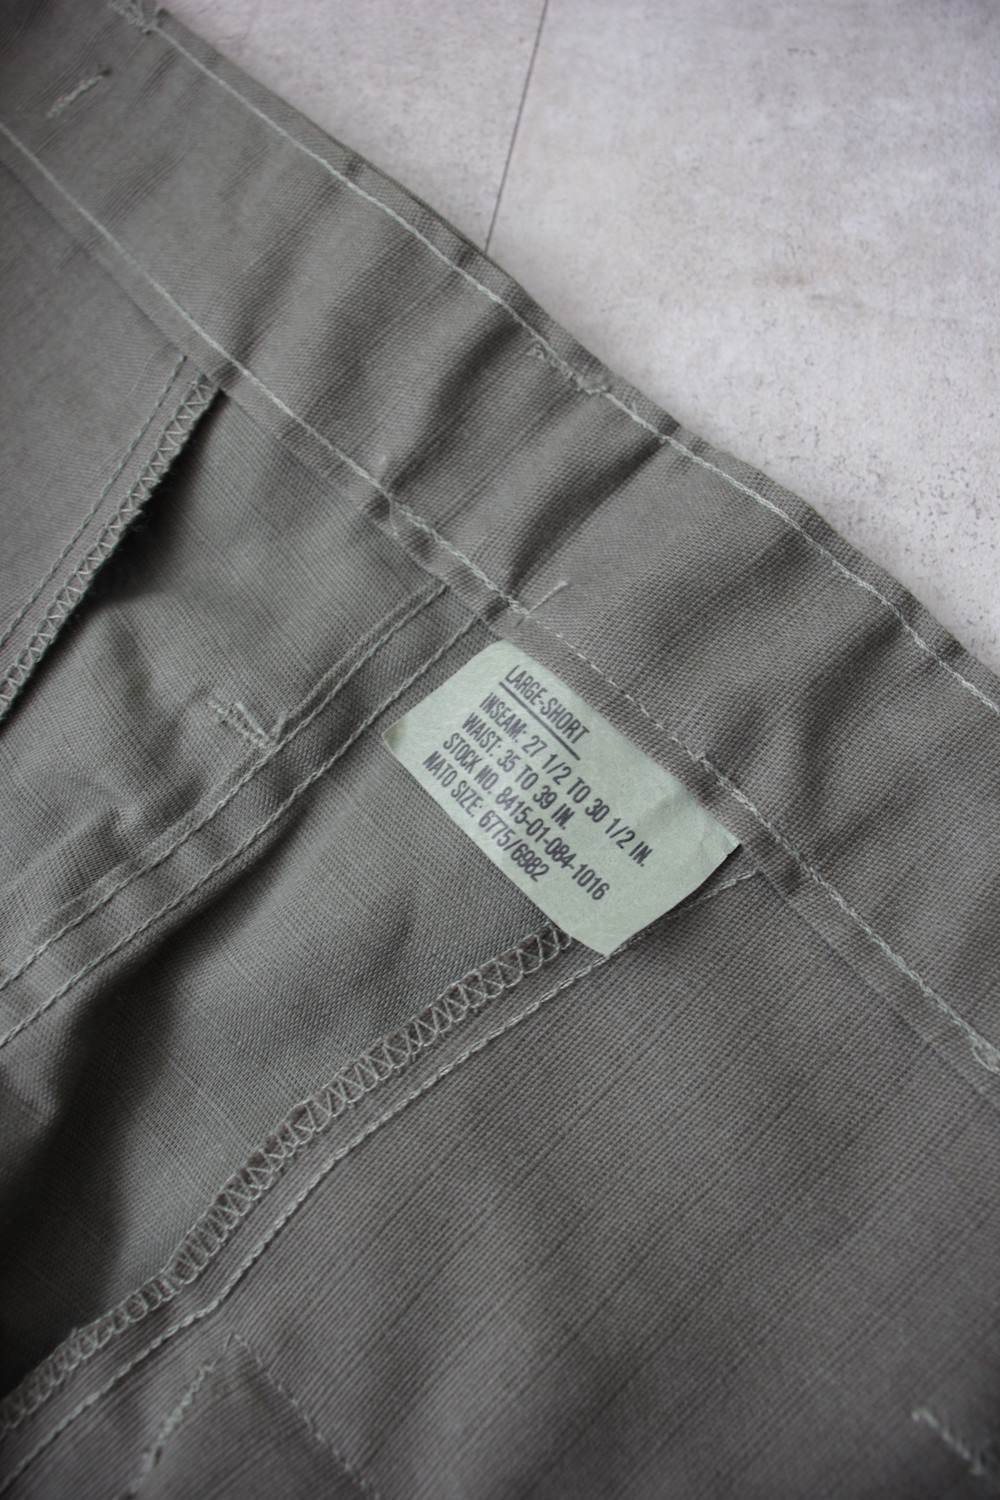 LARGE-SHORT
INSEAM: 27 1/2 TO 30 1/2 IN.
WAIST: 35 TO 39 IN.
STOCK NO. 8415-01-084-1016
NATO SIZE: 6775/6982